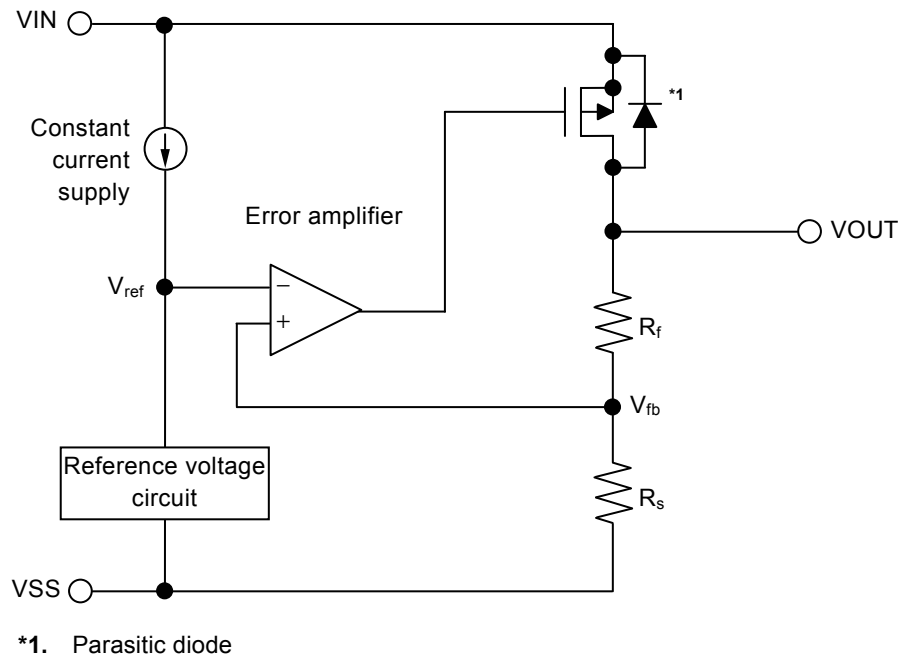 VIN
*1
Constant
current
supply
Error amplifier
VOUT
Vref
−
+
Rf
Vfb
Reference voltage
circuit
Rs
VSS
*1. Parasitic diode